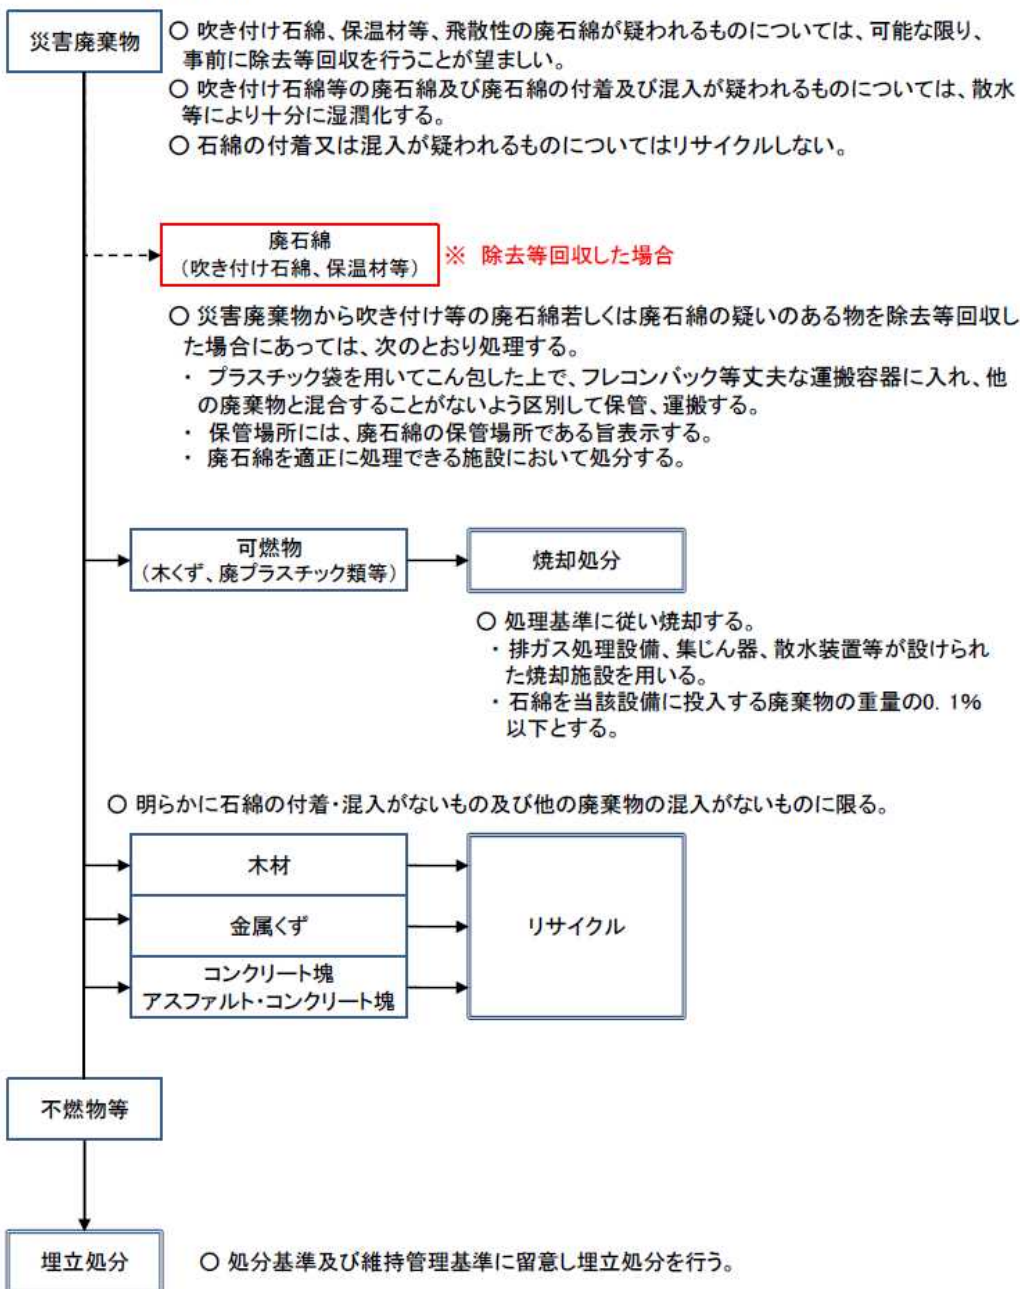 災害廃棄物
○ 吹き付け石綿、保温材等、飛散性の廃石綿が疑われるものについては、可能な限り、
事前に除去等回収を行うことが望ましい。
○ 吹き付け石綿等の廃石綿及び廃石綿の付着及び混入が疑われるものについては、散水
等により十分に湿潤化する。
○ 石綿の付着又は混入が疑われるものについてはリサイクルしない。
廃石綿
（吹き付け石綿、保温材等）
※ 除去等回収した場合
○ 災害廃棄物から吹き付け等の廃石綿若しくは廃石綿の疑いのある物を除去等回収し
た場合にあっては、次のとおり処理する。
・ プラスチック袋を用いてこん包した上で、フレコンバック等丈夫な運搬容器に入れ、他
の廃棄物と混合することがないよう区別して保管、運搬する。
・ 保管場所には、廃石綿の保管場所である旨表示する。
・ 廃石綿を適正に処理できる施設において処分する。
可燃物
（木くず、廃プラスチック類等）
焼却処分
○ 処理基準に従い焼却する。
・排ガス処理設備、集じん器、散水装置等が設けられ
た焼却施設を用いる。
・石綿を当該設備に投入する廃棄物の重量の0．1%
以下とする。
○ 明らかに石綿の付着・混入がないもの及び他の廃棄物の混入がないものに限る。
木材
金属くず
コンクリート塊
アスファルト・コンクリート塊
リサイクル
不燃物等
埋立処分
○ 処分基準及び維持管理基準に留意し埋立処分を行う。